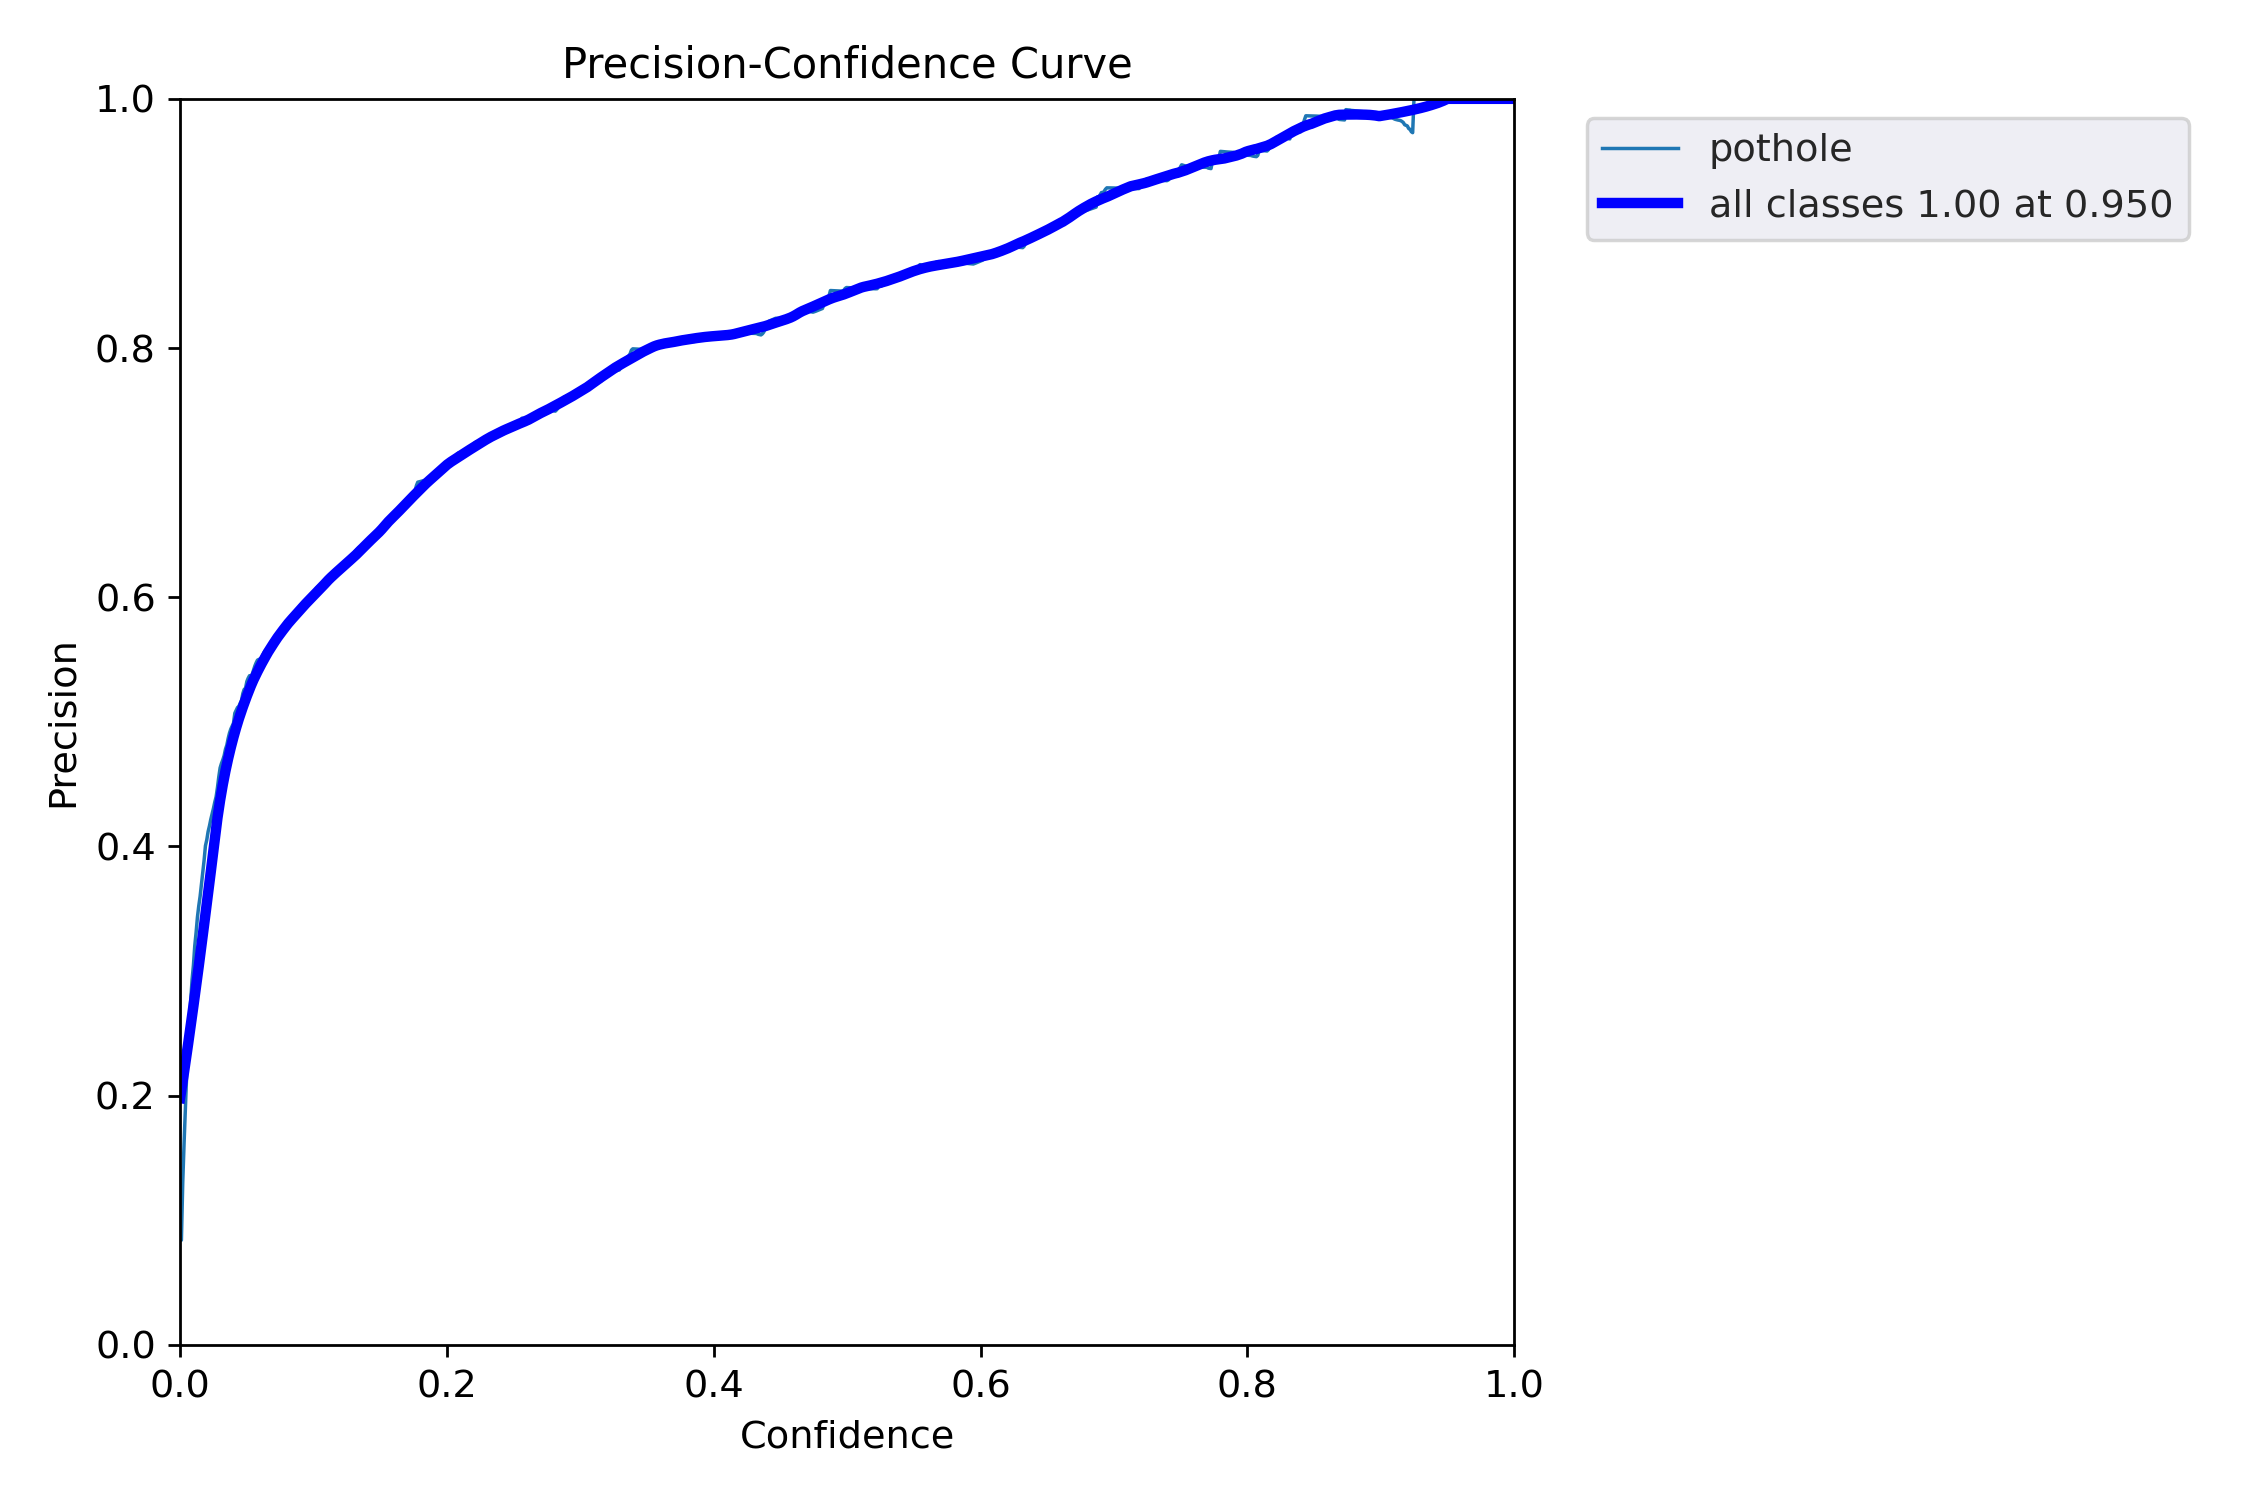 Precision-Confidence Curve
1.0
0.8
0.6
0.4
0.2
0.0
Precision
0.0 0.2 0.4 0.6 0.8 1.0
Confidence
pothole
all classes 1.00 at 0.950